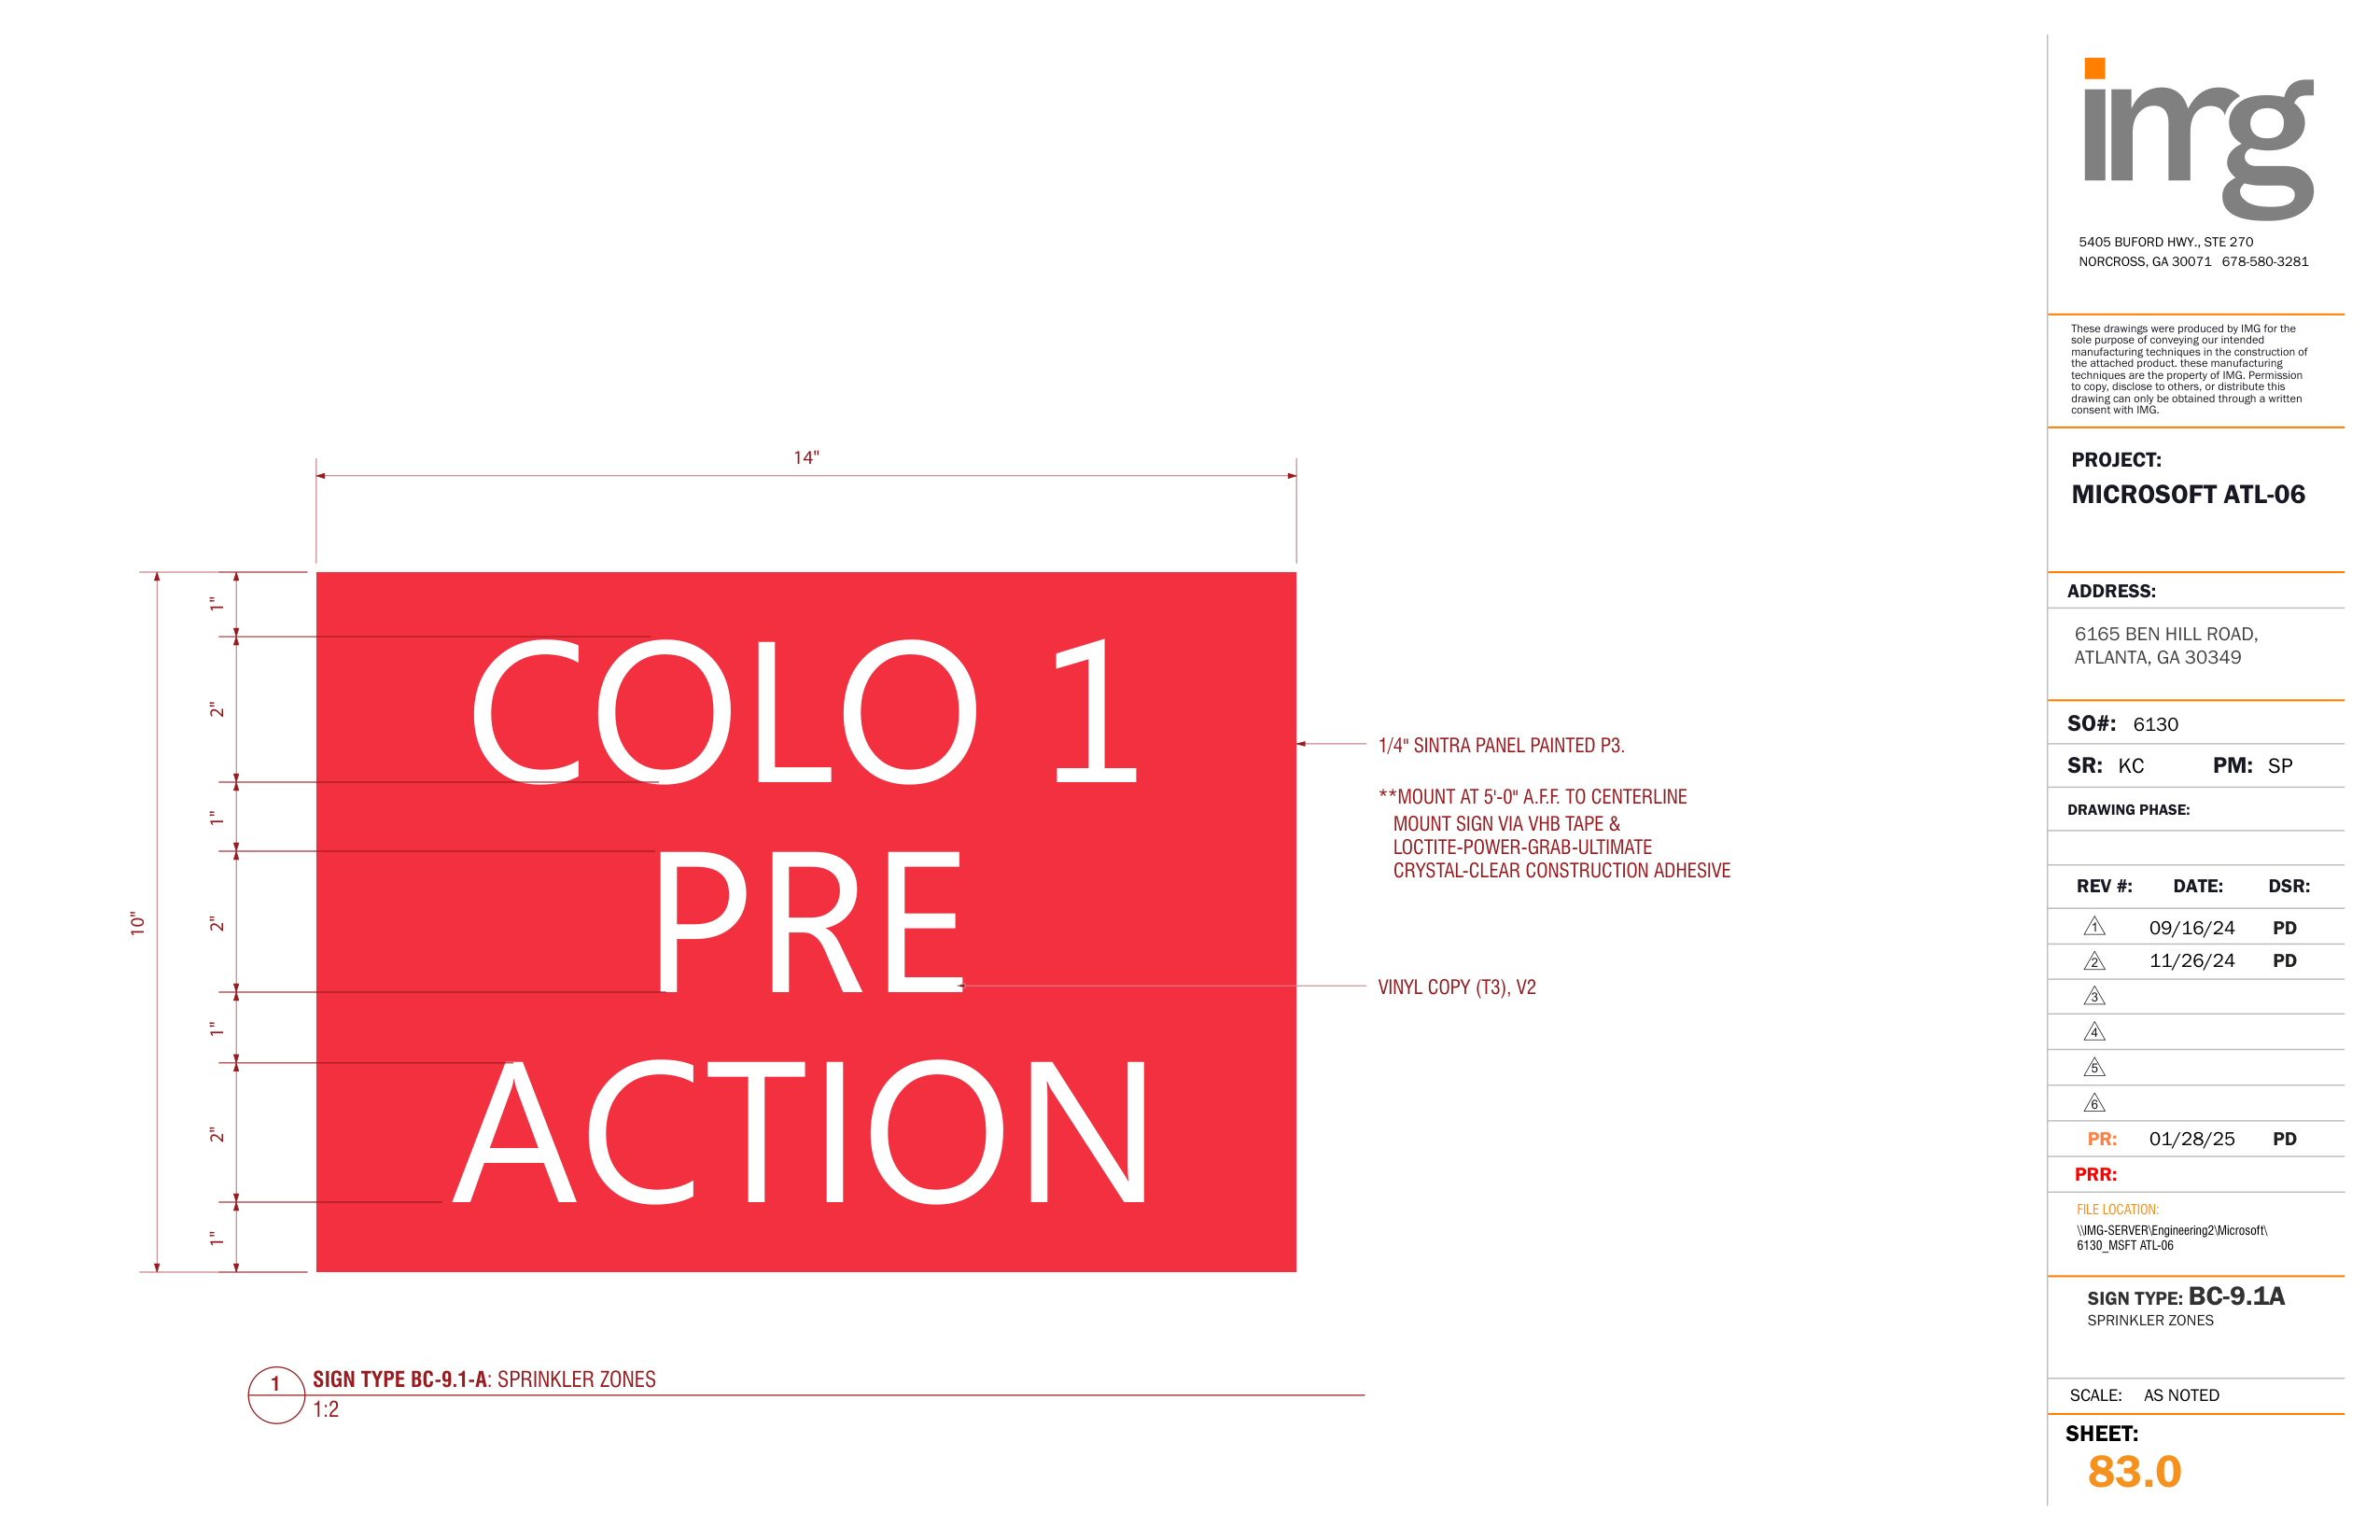 14"
10"
1"
2"
1"
2"
1"
2"
1"
COLO 1
PRE
ACTION
1/4" SINTRA PANEL PAINTED P3.
**MOUNT AT 5'-0" A.F.F. TO CENTERLINE
MOUNT SIGN VIA VHB TAPE &
LOCTITE-POWER-GRAB-ULTIMATE
CRYSTAL-CLEAR CONSTRUCTION ADHESIVE
VINYL COPY (T3), V2
1 SIGN TYPE BC-9.1-A: SPRINKLER ZONES
1:2
img
5405 BUFORD HWY., STE 270
NORCROSS, GA 30071 678-580-3281
These drawings were produced by IMG for the
sole purpose of conveying our intended
manufacturing techniques in the construction of
the attached product. these manufacturing
techniques are the property of IMG. Permission
to copy, disclose to others, or distribute this
drawing can only be obtained through a written
consent with IMG.
PROJECT:
MICROSOFT ATL-06
ADDRESS:
6165 BEN HILL ROAD,
ATLANTA, GA 30349
SO#: 6130
SR: KC PM: SP
DRAWING PHASE:
REV #: DATE: DSR:
1 09/16/24 PD
2 11/26/24 PD
3
4
5
6
PR: 01/28/25 PD
PRR:
FILE LOCATION:
\\IMG-SERVER\Engineering2\Microsoft\
6130_MSFT ATL-06
SIGN TYPE: BC-9.1A
SPRINKLER ZONES
SCALE: AS NOTED
SHEET:
83.0